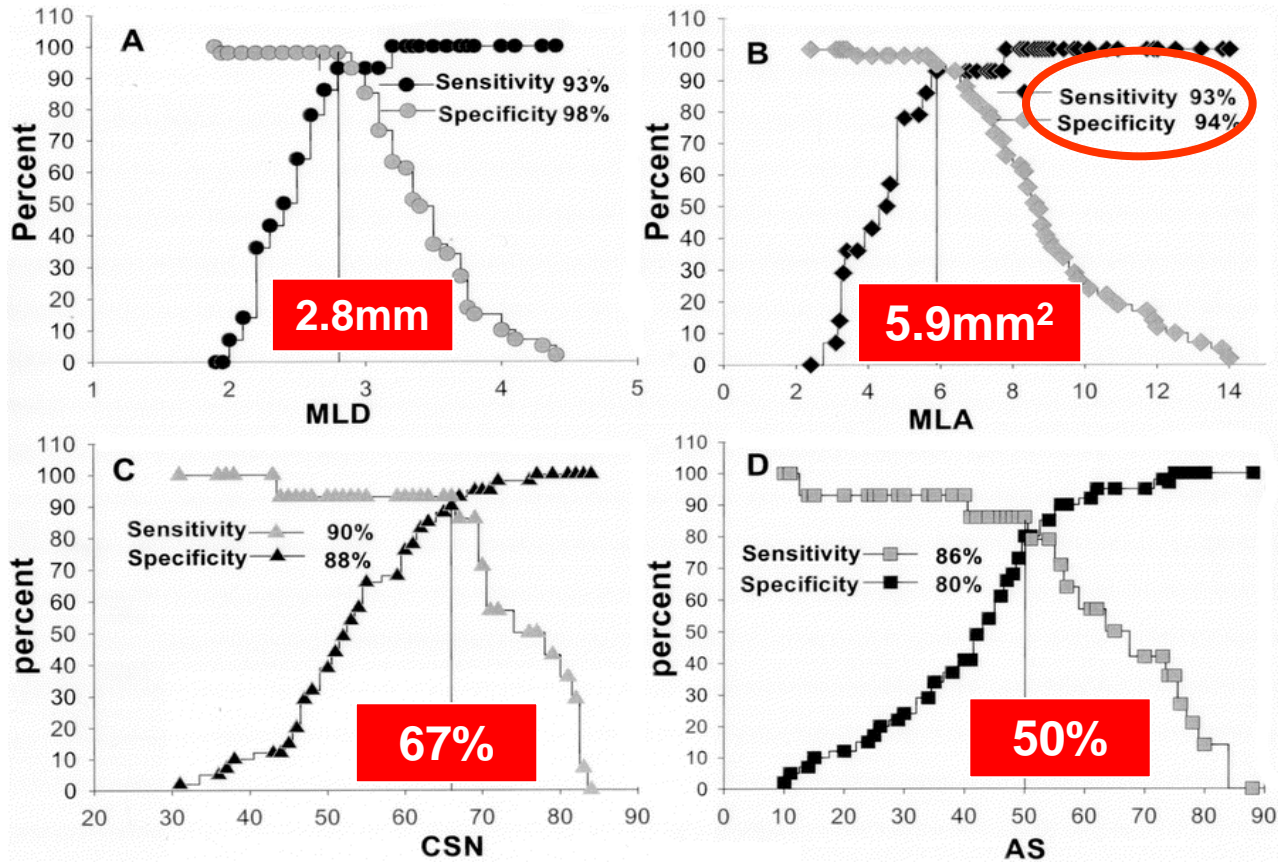 A
110
100
90
80
70
60
50
40
30
20
10
0
Percent
Sensitivity 93%
Specificity 98%
2.8mm
1 2 3 4 5
MLD
B
110
100
90
80
70
60
50
40
30
20
10
0
Percent
Sensitivity 93%
Specificity 94%
5.9mm²
0 2 4 6 8 10 12 14
MLA
C
110
100
90
80
70
60
50
40
30
20
10
0
percent
Sensitivity 90%
Specificity 88%
67%
20 30 40 50 60 70 80 90
CSN
D
110
100
90
80
70
60
50
40
30
20
10
0
percent
Sensitivity 86%
Specificity 80%
50%
0 10 20 30 40 50 60 70 80 90
AS